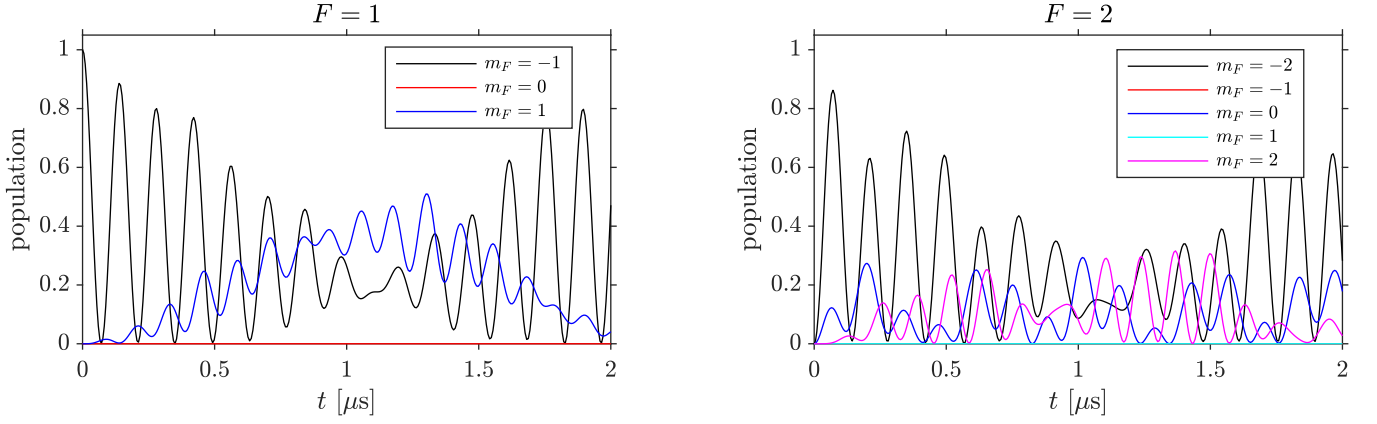 F = 1
1
0.8
0.6
0.4
0.2
0
population
m_F = −1
m_F = 0
m_F = 1
0 0.5 1 1.5 2
t [μs]
F = 2
1
0.8
0.6
0.4
0.2
0
population
m_F = −2
m_F = −1
m_F = 0
m_F = 1
m_F = 2
0 0.5 1 1.5 2
t [μs]